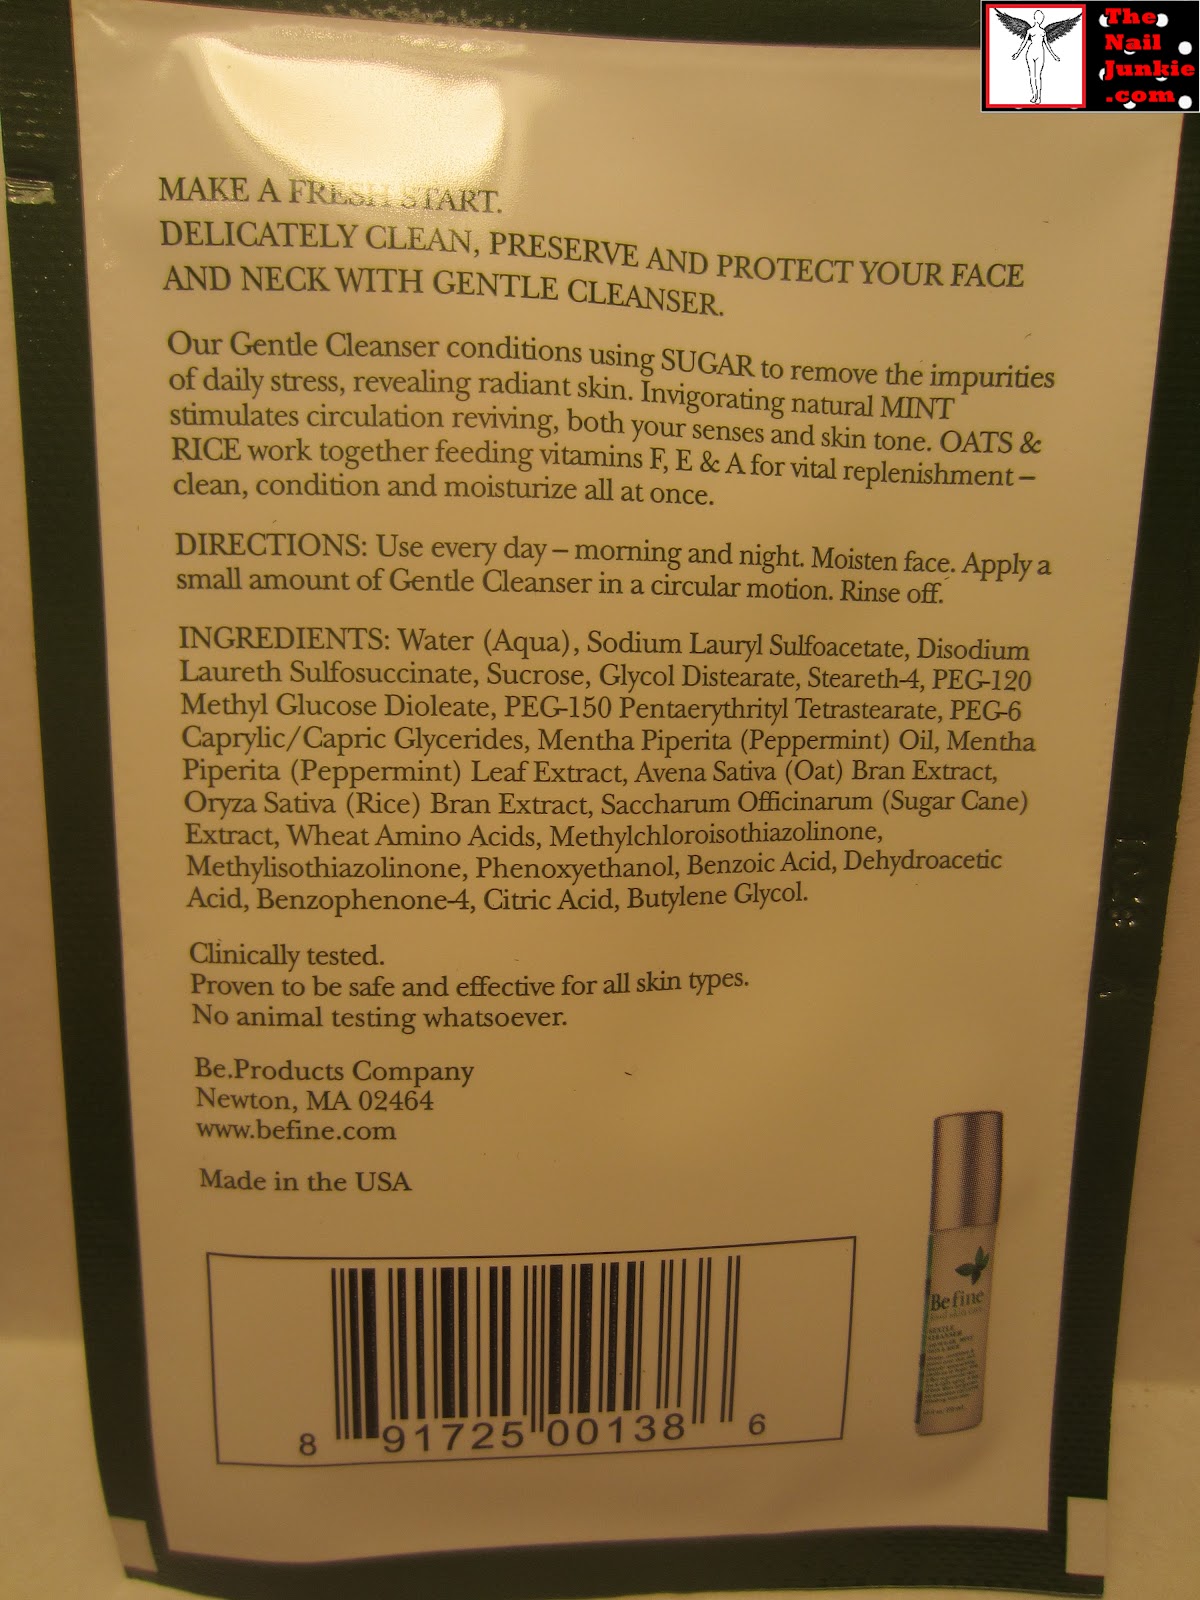 The
Nail
Junkie
.com
MAKE A FRESH START.
DELICATELY CLEAN, PRESERVE AND PROTECT YOUR FACE
AND NECK WITH GENTLE CLEANSER.
Our Gentle Cleanser conditions using SUGAR to remove the impurities
of daily stress, revealing radiant skin. Invigorating natural MINT
stimulates circulation reviving, both your senses and skin tone. OATS &
RICE work together feeding vitamins F, E & A for vital replenishment –
clean, condition and moisturize all at once.
DIRECTIONS: Use every day – morning and night. Moisten face. Apply a
small amount of Gentle Cleanser in a circular motion. Rinse off.
INGREDIENTS: Water (Aqua), Sodium Lauryl Sulfoacetate, Disodium
Laureth Sulfosuccinate, Sucrose, Glycol Distearate, Steareth-4, PEG-120
Methyl Glucose Dioleate, PEG-150 Pentaerythrityl Tetrastearate, PEG-6
Caprylic/Capric Glycerides, Mentha Piperita (Peppermint) Oil, Mentha
Piperita (Peppermint) Leaf Extract, Avena Sativa (Oat) Bran Extract,
Oryza Sativa (Rice) Bran Extract, Saccharum Officinarum (Sugar Cane)
Extract, Wheat Amino Acids, Methylchloroisothiazolinone,
Methylisothiazolinone, Phenoxyethanol, Benzoic Acid, Dehydroacetic
Acid, Benzophenone-4, Citric Acid, Butylene Glycol.
Clinically tested.
Proven to be safe and effective for all skin types.
No animal testing whatsoever.
Be.Products Company
Newton, MA 02464
www.befine.com
Made in the USA
8 91725 00138 6
Be fine
GENTLE
CLEANSER